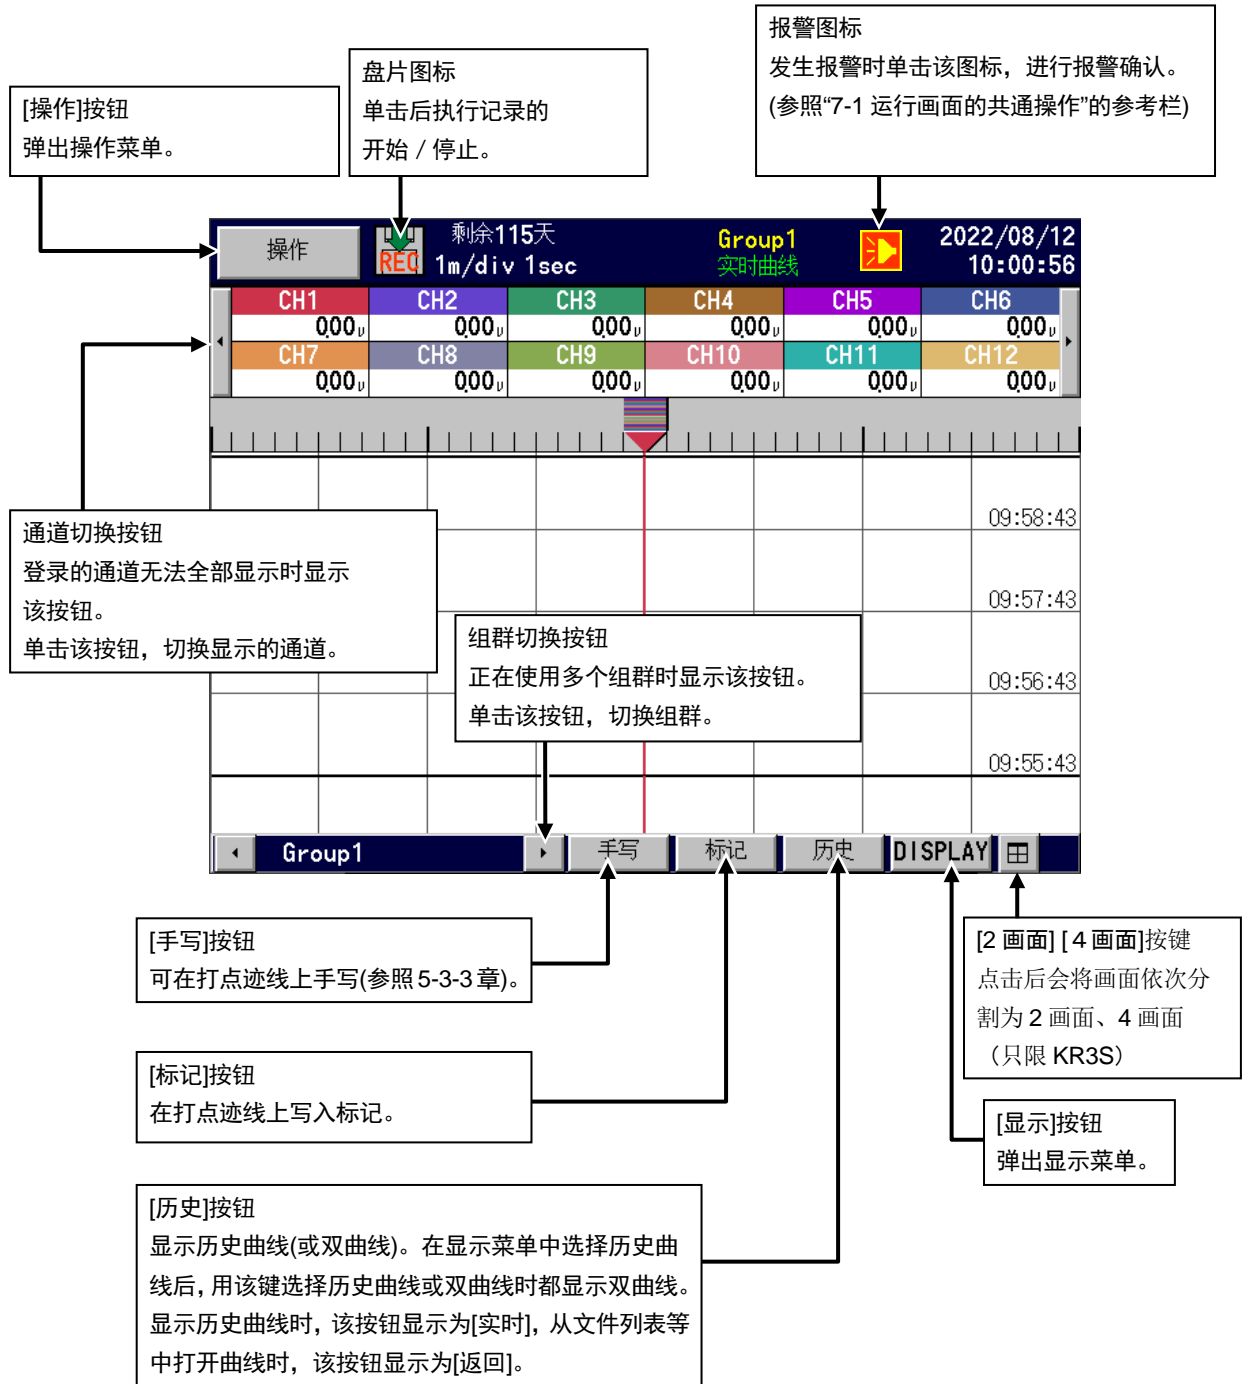 报警图标
发生报警时单击该图标，进行报警确认。
(参照“7-1 运行画面的共通操作”的参考栏)
盘片图标
单击后执行记录的
开始 / 停止。
[操作]按钮
弹出操作菜单。
操作
REC
剩余115天
1m/div 1sec
Group1
实时曲线
2022/08/12
10:00:56
CH1 CH2 CH3 CH4 CH5 CH6
0.00 0.00 0.00 0.00 0.00 0.00
CH7 CH8 CH9 CH10 CH11 CH12
0.00 0.00 0.00 0.00 0.00 0.00
09:58:43
09:57:43
09:56:43
09:55:43
通道切换按钮
登录的通道无法全部显示时显示
该按钮。
单击该按钮，切换显示的通道。
组群切换按钮
正在使用多个组群时显示该按钮。
单击该按钮，切换组群。
Group1 手写 标记 历史 DISPLAY
[手写]按钮
可在打点迹线上手写(参照 5-3-3 章)。
[2 画面] [ 4 画面]按键
点击后会将画面依次分
割为 2 画面、4 画面
（只限 KR3S）
[标记]按钮
在打点迹线上写入标记。
[显示]按钮
弹出显示菜单。
[历史]按钮
显示历史曲线(或双曲线)。在显示菜单中选择历史曲
线后，用该键选择历史曲线或双曲线时都显示双曲线。
显示历史曲线时，该按钮显示为[实时]，从文件列表等
中打开曲线时，该按钮显示为[返回]。